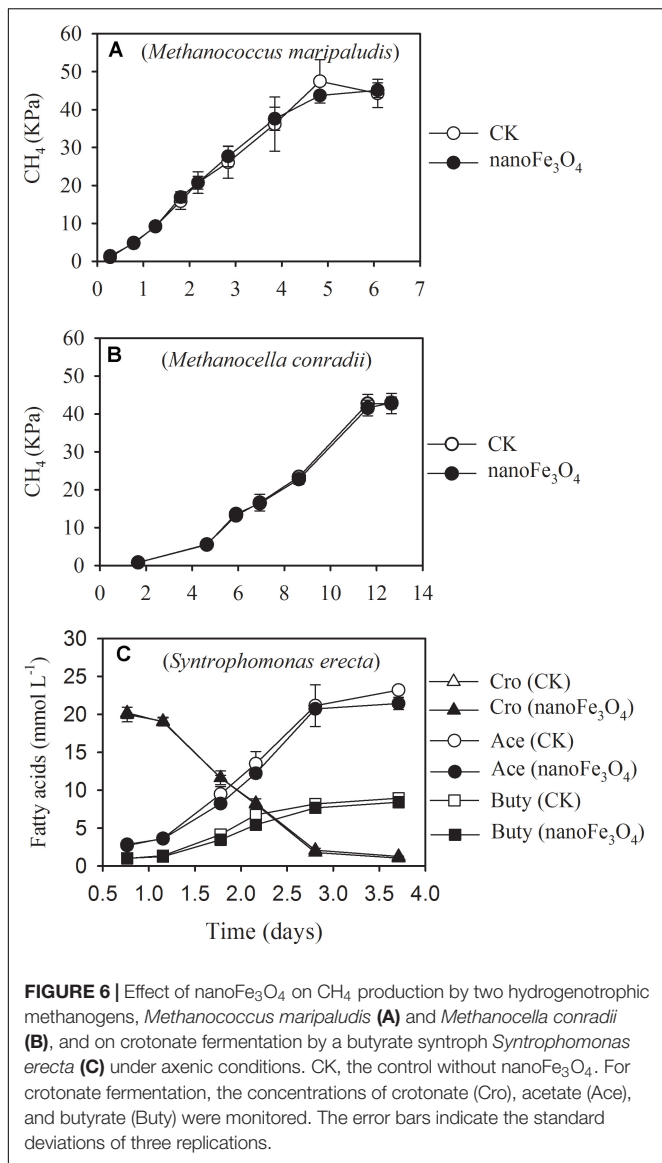 A (Methanococcus maripaludis)
CH4 (KPa)
60
50
40
30
20
10
0
0 1 2 3 4 5 6 7
CK
nanoFe3O4
B (Methanocella conradii)
CH4 (KPa)
60
50
40
30
20
10
0
0 2 4 6 8 10 12 14
CK
nanoFe3O4
C (Syntrophomonas erecta)
Fatty acids (mmol L-1)
30
25
20
15
10
5
0
0.5 1.0 1.5 2.0 2.5 3.0 3.5 4.0
Time (days)
Cro (CK)
Cro (nanoFe3O4)
Ace (CK)
Ace (nanoFe3O4)
Buty (CK)
Buty (nanoFe3O4)
FIGURE 6 | Effect of nanoFe3O4 on CH4 production by two hydrogenotrophic
methanogens, Methanococcus maripaludis (A) and Methanocella conradii
(B), and on crotonate fermentation by a butyrate syntroph Syntrophomonas
erecta (C) under axenic conditions. CK, the control without nanoFe3O4. For
crotonate fermentation, the concentrations of crotonate (Cro), acetate (Ace),
and butyrate (Buty) were monitored. The error bars indicate the standard
deviations of three replications.